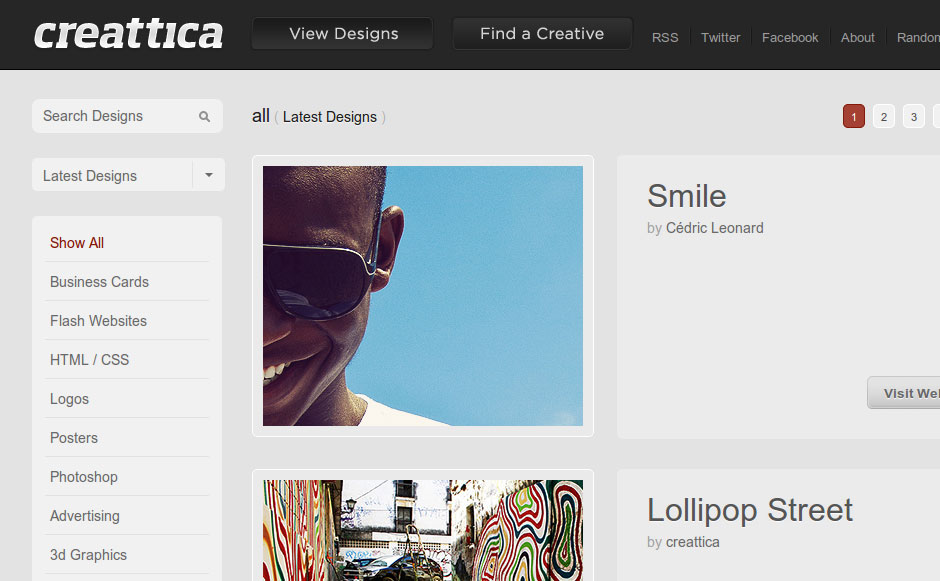 creattica
View Designs
Find a Creative
RSS
Twitter
Facebook
About
Random
Search Designs
all ( Latest Designs )
1
2
3
Latest Designs
Show All
Business Cards
Flash Websites
HTML / CSS
Logos
Posters
Photoshop
Advertising
3d Graphics
Smile
by Cédric Leonard
Visit Wel
Lollipop Street
by creattica